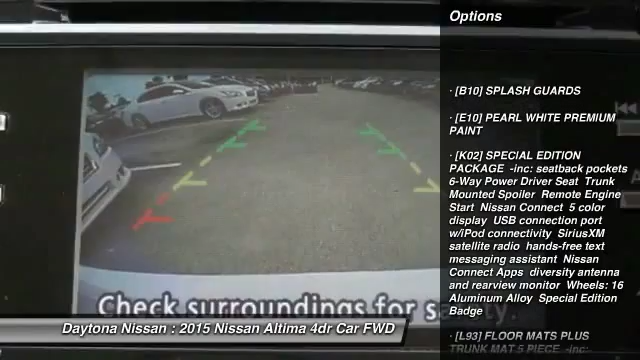 Options
· [B10] SPLASH GUARDS
· [E10] PEARL WHITE PREMIUM
PAINT
· [K02] SPECIAL EDITION
PACKAGE -inc: seatback pockets
6-Way Power Driver Seat Trunk
Mounted Spoiler Remote Engine
Start Nissan Connect 5 color
display USB connection port
w/iPod connectivity SiriusXM
satellite radio hands-free text
messaging assistant Nissan
Connect Apps diversity antenna
and rearview monitor Wheels: 16
Aluminum Alloy Special Edition
Badge
· [L93] FLOOR MATS PLUS
TRUNK MAT 5 PIECE -inc:
Check surroundings for
Daytona Nissan : 2015 Nissan Altima 4dr Car FWD